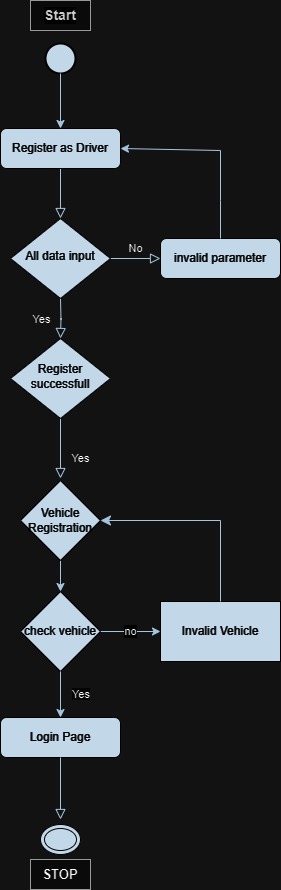 Start
Register as Driver
All data input
No
invalid parameter
Yes
Register
successfull
Yes
Vehicle
Registration
check vehicle
no
Invalid Vehicle
Yes
Login Page
STOP